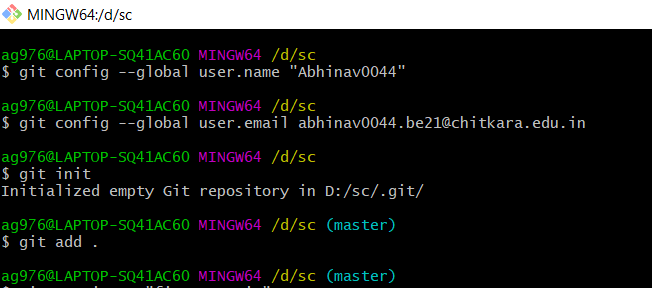 MINGW64:/d/sc
ag976@LAPTOP-SQ41AC60 MINGW64 /d/sc
$ git config --global user.name "Abhinav0044"
ag976@LAPTOP-SQ41AC60 MINGW64 /d/sc
$ git config --global user.email abhinav0044.be21@chitkara.edu.in
ag976@LAPTOP-SQ41AC60 MINGW64 /d/sc
$ git init
Initialized empty Git repository in D:/sc/.git/
ag976@LAPTOP-SQ41AC60 MINGW64 /d/sc (master)
$ git add .
ag976@LAPTOP-SQ41AC60 MINGW64 /d/sc (master)